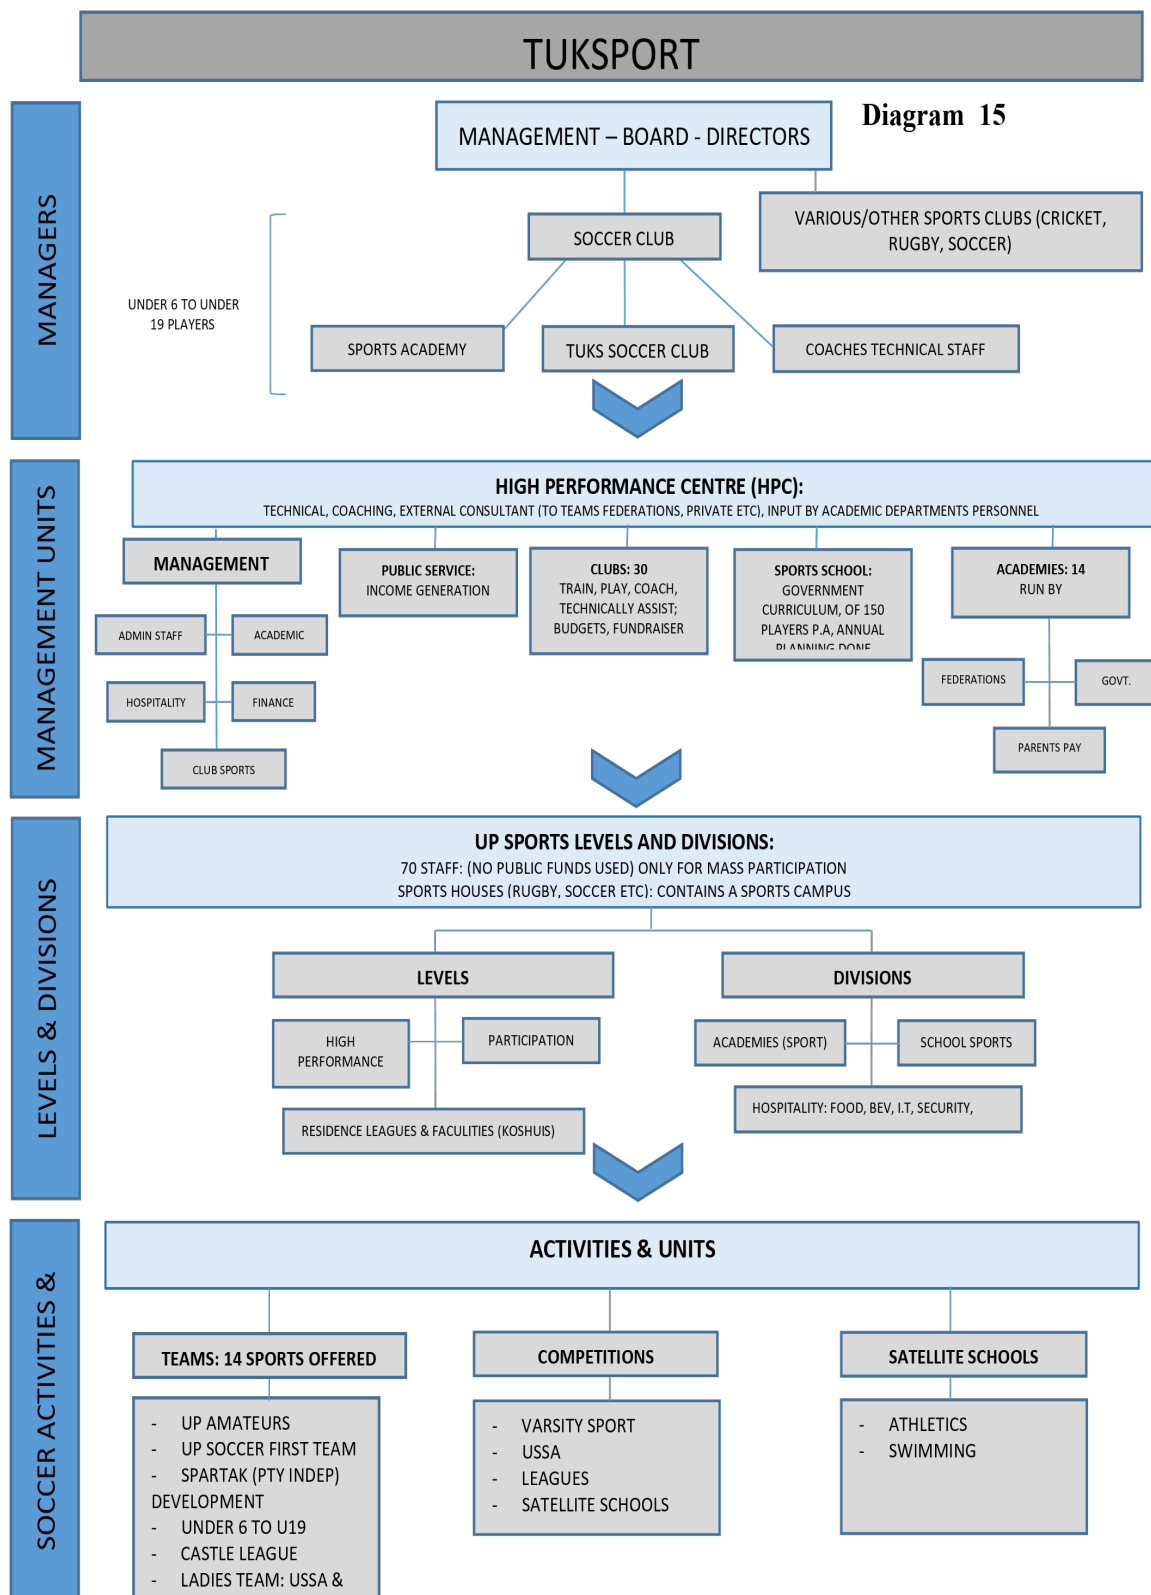 TUKSPORT
Diagram 15
MANAGERS
MANAGEMENT – BOARD - DIRECTORS
VARIOUS/OTHER SPORTS CLUBS (CRICKET,
RUGBY, SOCCER)
SOCCER CLUB
UNDER 6 TO UNDER
19 PLAYERS
SPORTS ACADEMY
TUKS SOCCER CLUB
COACHES TECHNICAL STAFF
MANAGEMENT UNITS
HIGH PERFORMANCE CENTRE (HPC):
TECHNICAL, COACHING, EXTERNAL CONSULTANT (TO TEAMS FEDERATIONS, PRIVATE ETC), INPUT BY ACADEMIC DEPARTMENTS PERSONNEL
MANAGEMENT
ADMIN STAFF
ACADEMIC
HOSPITALITY
FINANCE
CLUB SPORTS
PUBLIC SERVICE:
INCOME GENERATION
CLUBS: 30
TRAIN, PLAY, COACH,
TECHNICALLY ASSIST;
BUDGETS, FUNDRAISER
SPORTS SCHOOL:
GOVERNMENT
CURRICULUM, OF 150
PLAYERS P.A, ANNUAL
PLANNING DONE
ACADEMIES: 14
RUN BY
FEDERATIONS
GOVT.
PARENTS PAY
LEVELS & DIVISIONS
UP SPORTS LEVELS AND DIVISIONS:
70 STAFF: (NO PUBLIC FUNDS USED) ONLY FOR MASS PARTICIPATION
SPORTS HOUSES (RUGBY, SOCCER ETC): CONTAINS A SPORTS CAMPUS
LEVELS
HIGH
PERFORMANCE
PARTICIPATION
RESIDENCE LEAGUES & FACULITIES (KOSHUIS)
DIVISIONS
ACADEMIES (SPORT)
SCHOOL SPORTS
HOSPITALITY: FOOD, BEV, I.T, SECURITY,
SOCCER ACTIVITIES &
ACTIVITIES & UNITS
TEAMS: 14 SPORTS OFFERED
- UP AMATEURS
- UP SOCCER FIRST TEAM
- SPARTAK (PTY INDEP)
DEVELOPMENT
- UNDER 6 TO U19
- CASTLE LEAGUE
- LADIES TEAM: USSA &
COMPETITIONS
- VARSITY SPORT
- USSA
- LEAGUES
- SATELLITE SCHOOLS
SATELLITE SCHOOLS
- ATHLETICS
- SWIMMING